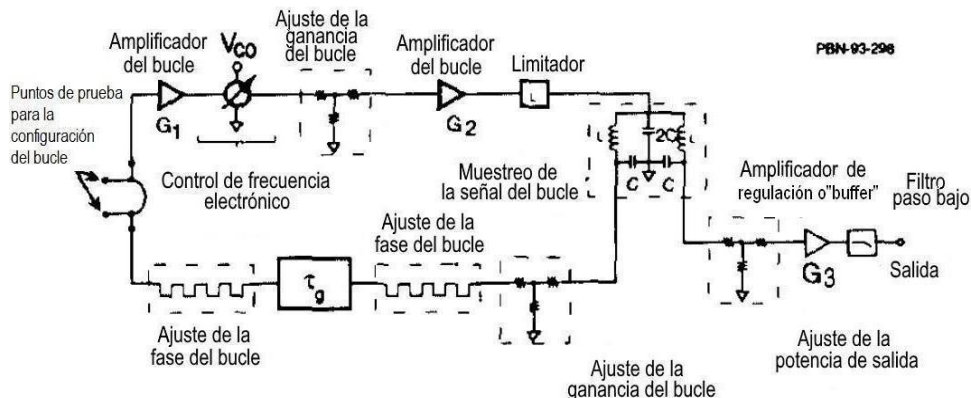 Ajuste de la
ganancia
del bucle
Amplificador
del bucle
V_CO
Amplificador
del bucle
Limitador
PBN-93-296
Puntos de prueba
para la
configuración
del bucle
G1
G2
L
L
2C
C
C
Control de frecuencia
electrónico
Muestreo de
la señal del bucle
Amplificador de
regulación o"buffer"
Filtro
paso bajo
Ajuste de la
fase del bucle
τg
G3
Salida
Ajuste de la
fase del bucle
Ajuste de la
ganancia del bucle
Ajuste de la
potencia de salida